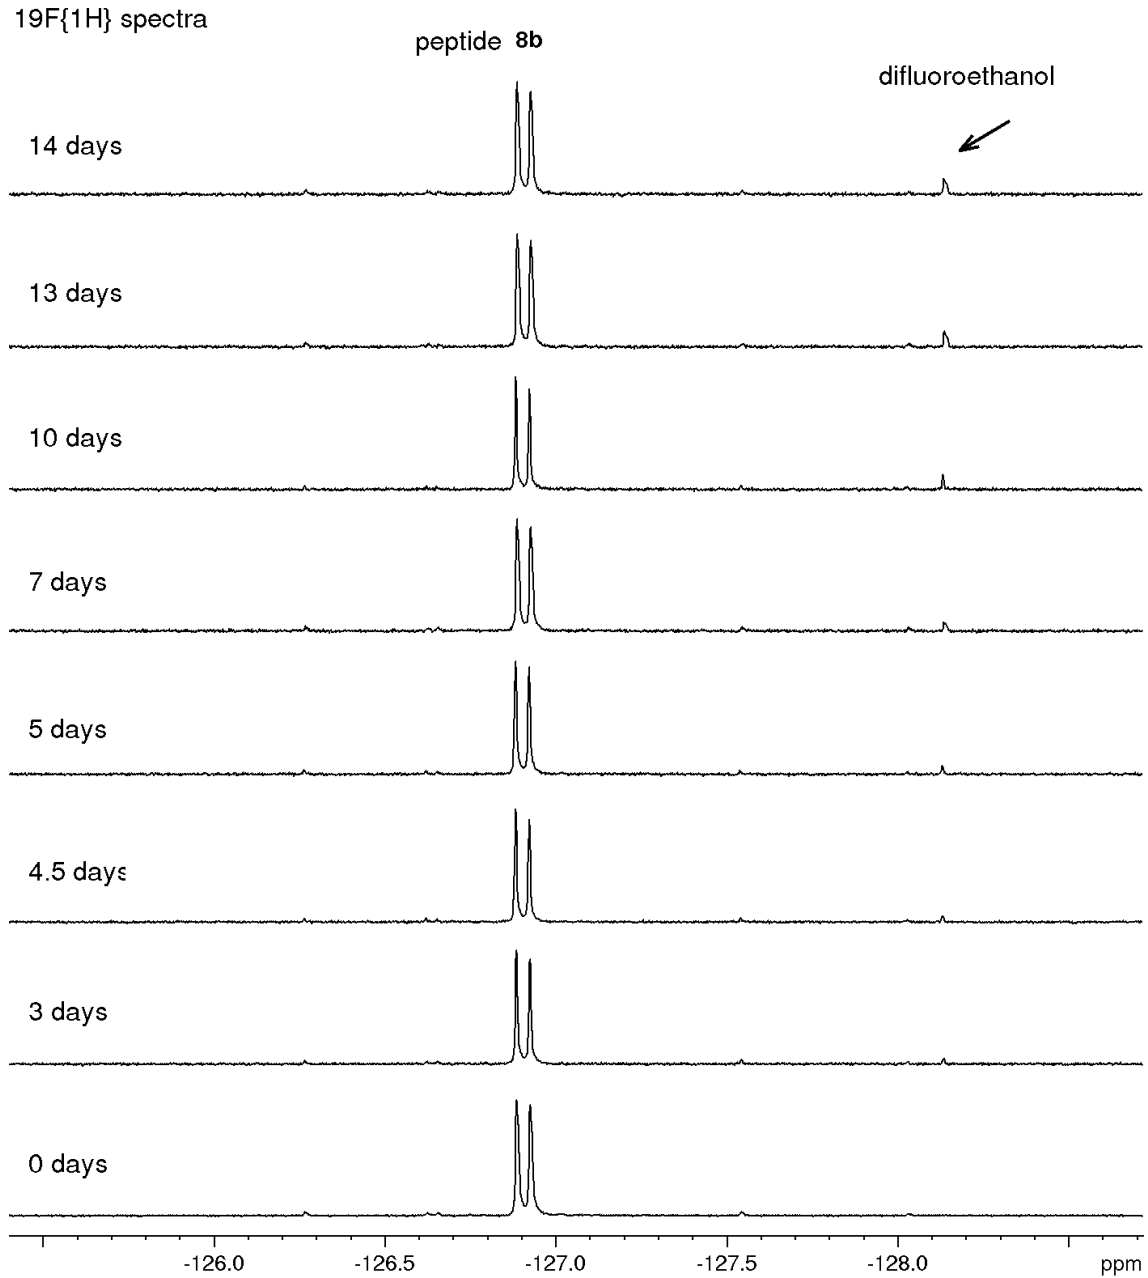 19F{1H} spectra
peptide 8b
difluoroethanol
14 days
13 days
10 days
7 days
5 days
4.5 days
3 days
0 days
-126.0 -126.5 -127.0 -127.5 -128.0 ppm